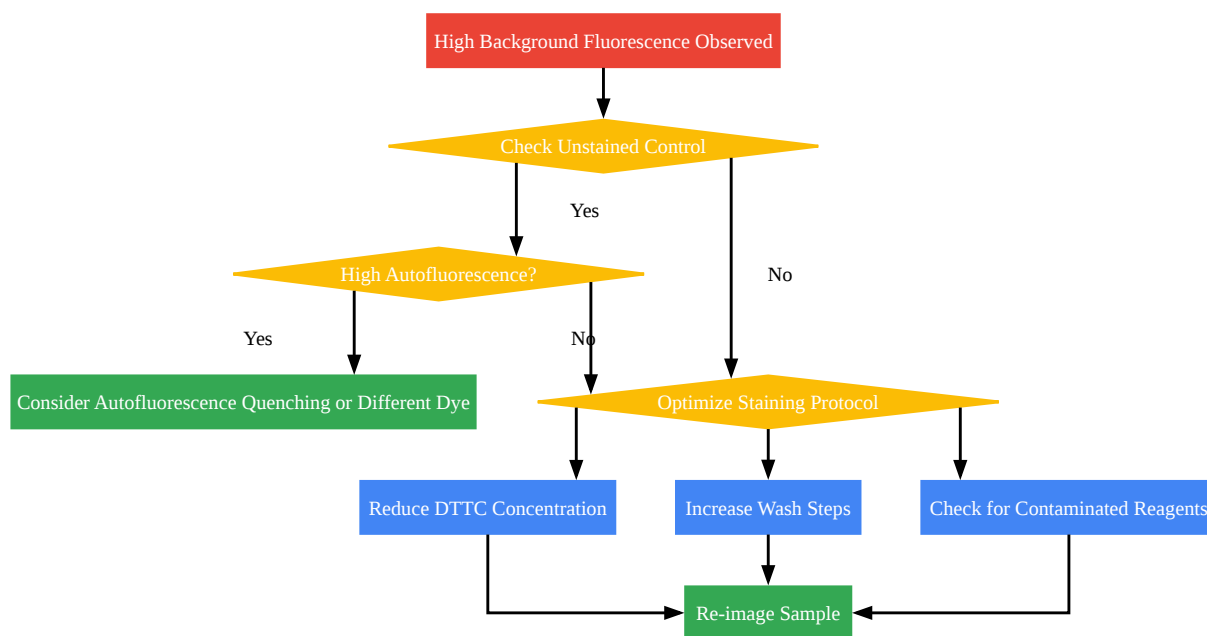 High Background Fluorescence Observed
Check Unstained Control
Yes
High Autofluorescence?
No
Yes
No
Consider Autofluorescence Quenching or Different Dye
Optimize Staining Protocol
Reduce DTTC Concentration
Increase Wash Steps
Check for Contaminated Reagents
Re-image Sample